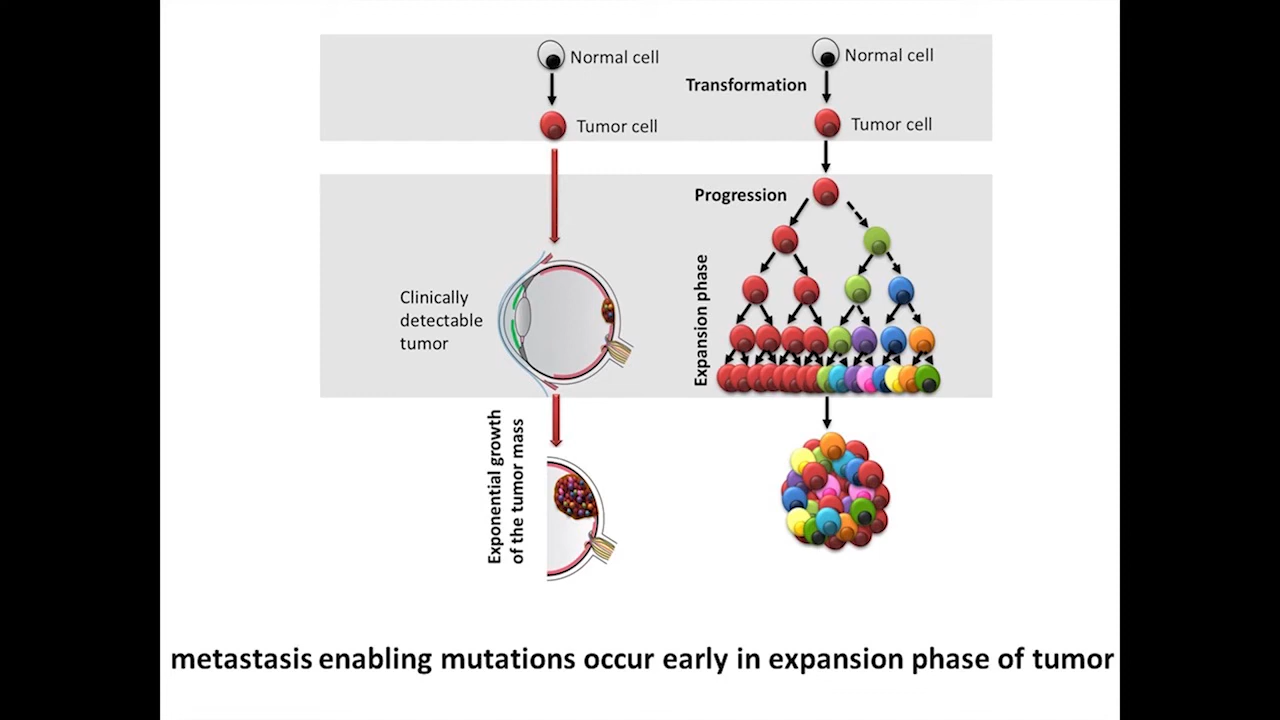 Normal cell
Normal cell
Transformation
Tumor cell
Tumor cell
Progression
Expansion phase
Clinically
detectable
tumor
Exponential growth
of the tumor mass
metastasis enabling mutations occur early in expansion phase of tumor